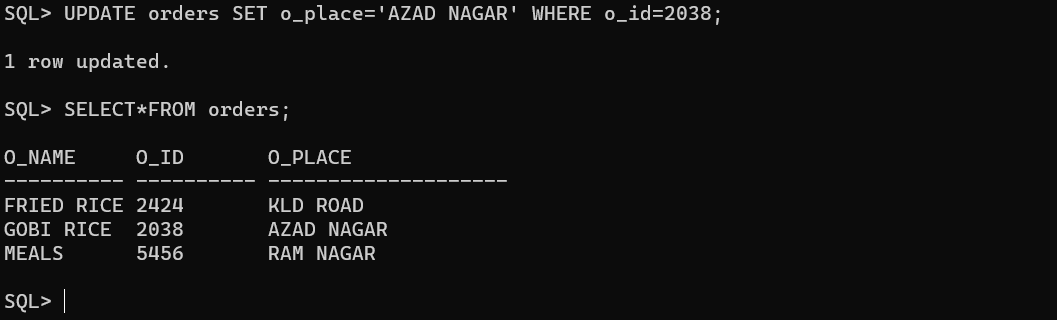 SQL> UPDATE orders SET o_place='AZAD NAGAR' WHERE o_id=2038;
1 row updated.
SQL> SELECT*FROM orders;
O_NAME     O_ID       O_PLACE
---------- ---------- --------------------
FRIED RICE 2424       KLD ROAD
GOBI RICE  2038       AZAD NAGAR
MEALS      5456       RAM NAGAR
SQL>